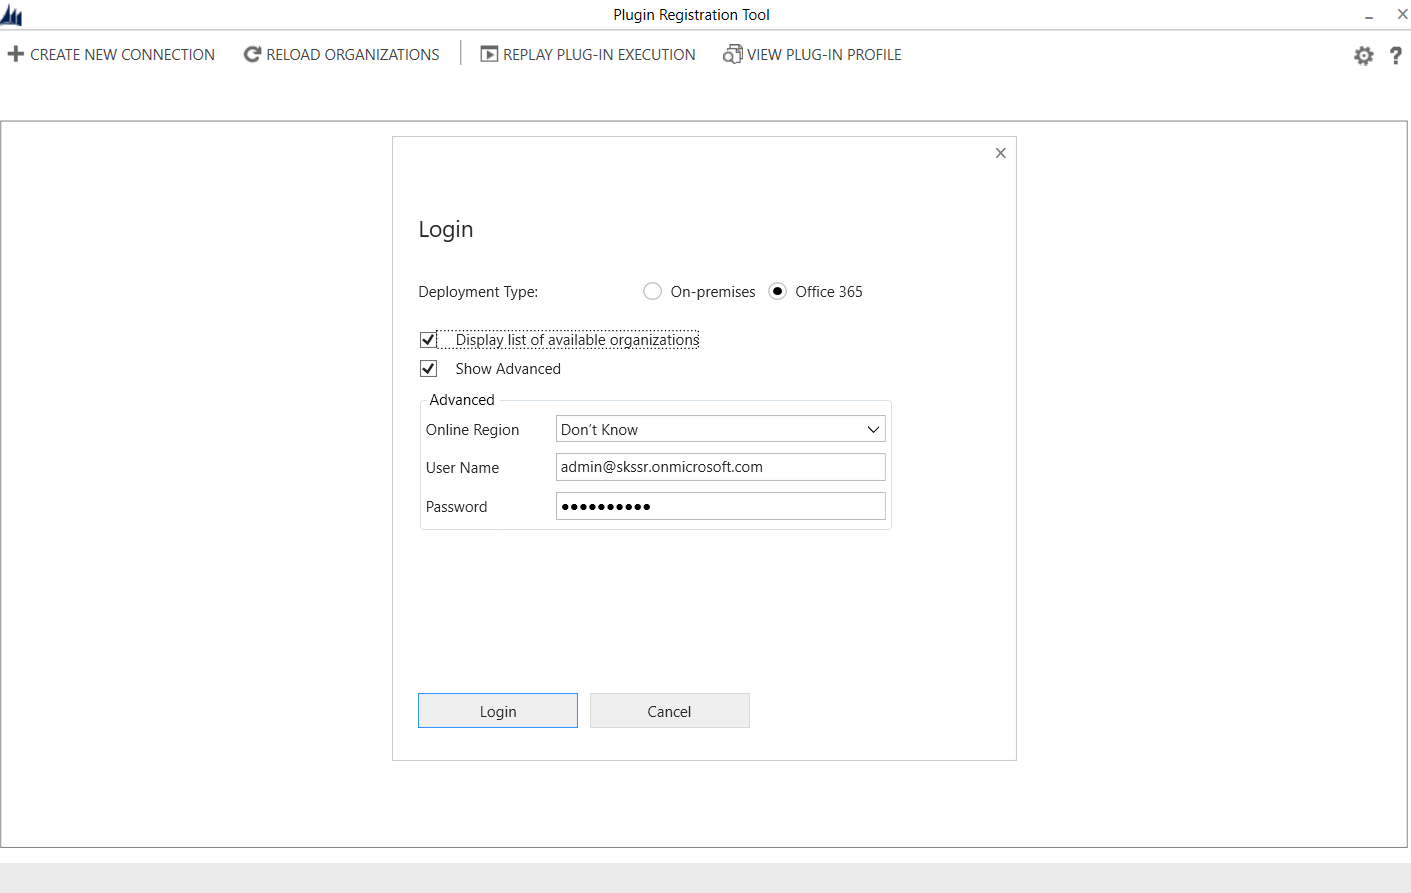 Plugin Registration Tool
CREATE NEW CONNECTION RELOAD ORGANIZATIONS REPLAY PLUG-IN EXECUTION VIEW PLUG-IN PROFILE ?
Login
Deployment Type: On-premises Office 365
Display list of available organizations
Show Advanced
Advanced
Online Region Don't Know
User Name admin@skssr.onmicrosoft.com
Password ●●●●●●●●●●
Login Cancel